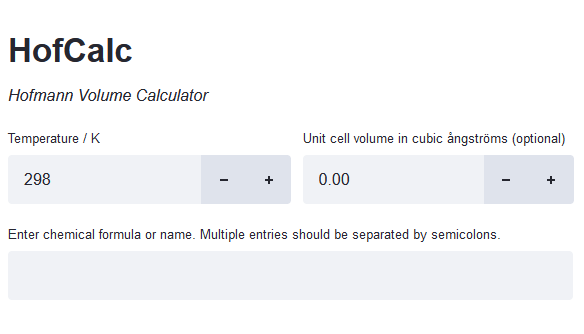 HofCalc
Hofmann Volume Calculator
Temperature / K
Unit cell volume in cubic ångströms (optional)
298 − +
0.00 − +
Enter chemical formula or name. Multiple entries should be separated by semicolons.